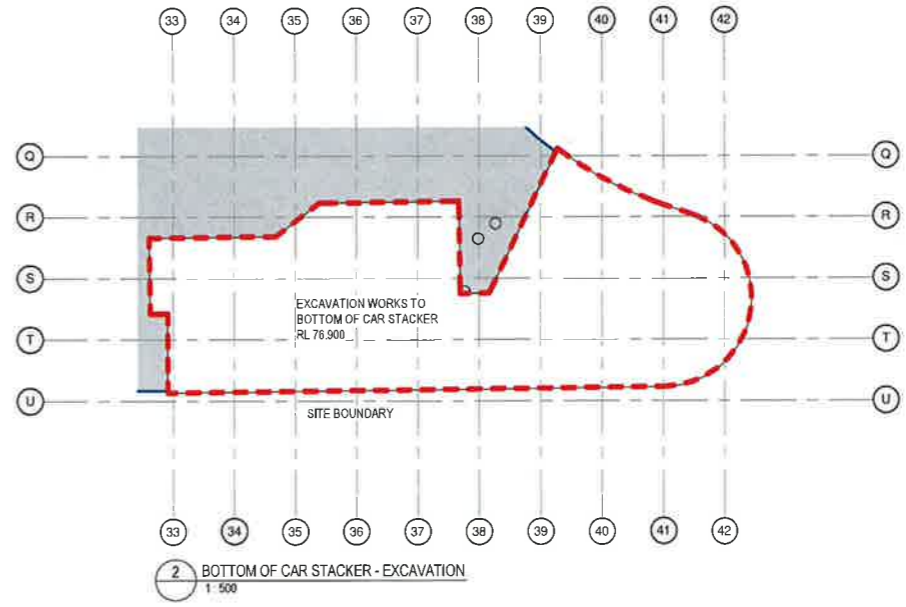 33 34 35 36 37 38 39 40 41 42
Q Q
R R
S S
EXCAVATION WORKS TO
BOTTOM OF CAR STACKER
RL 76.900
T T
U U
SITE BOUNDARY
33 34 35 36 37 38 39 40 41 42
2 BOTTOM OF CAR STACKER - EXCAVATION
1:500